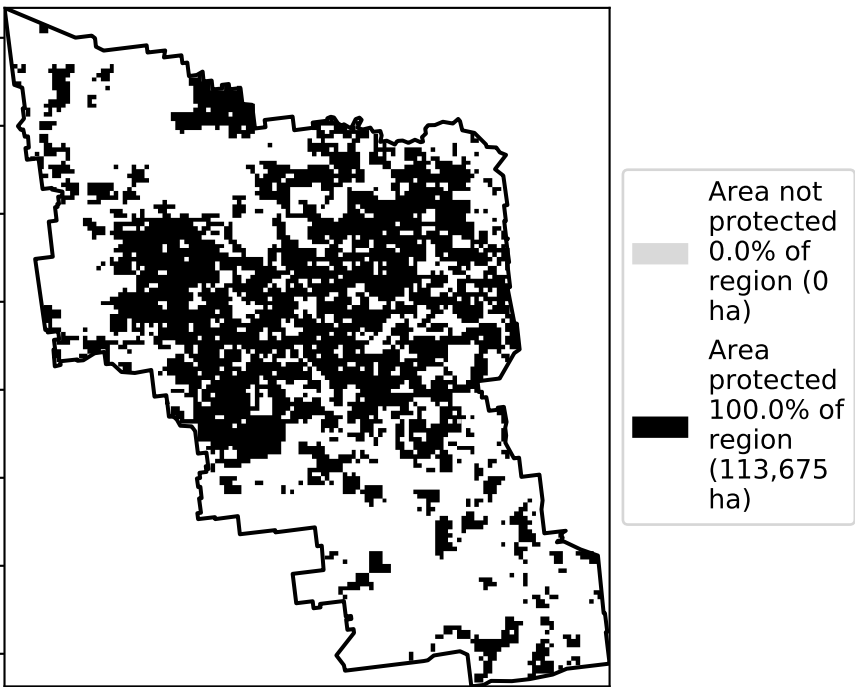 Area not
protected
0.0% of
region (0
ha)
Area
protected
100.0% of
region
(113,675
ha)